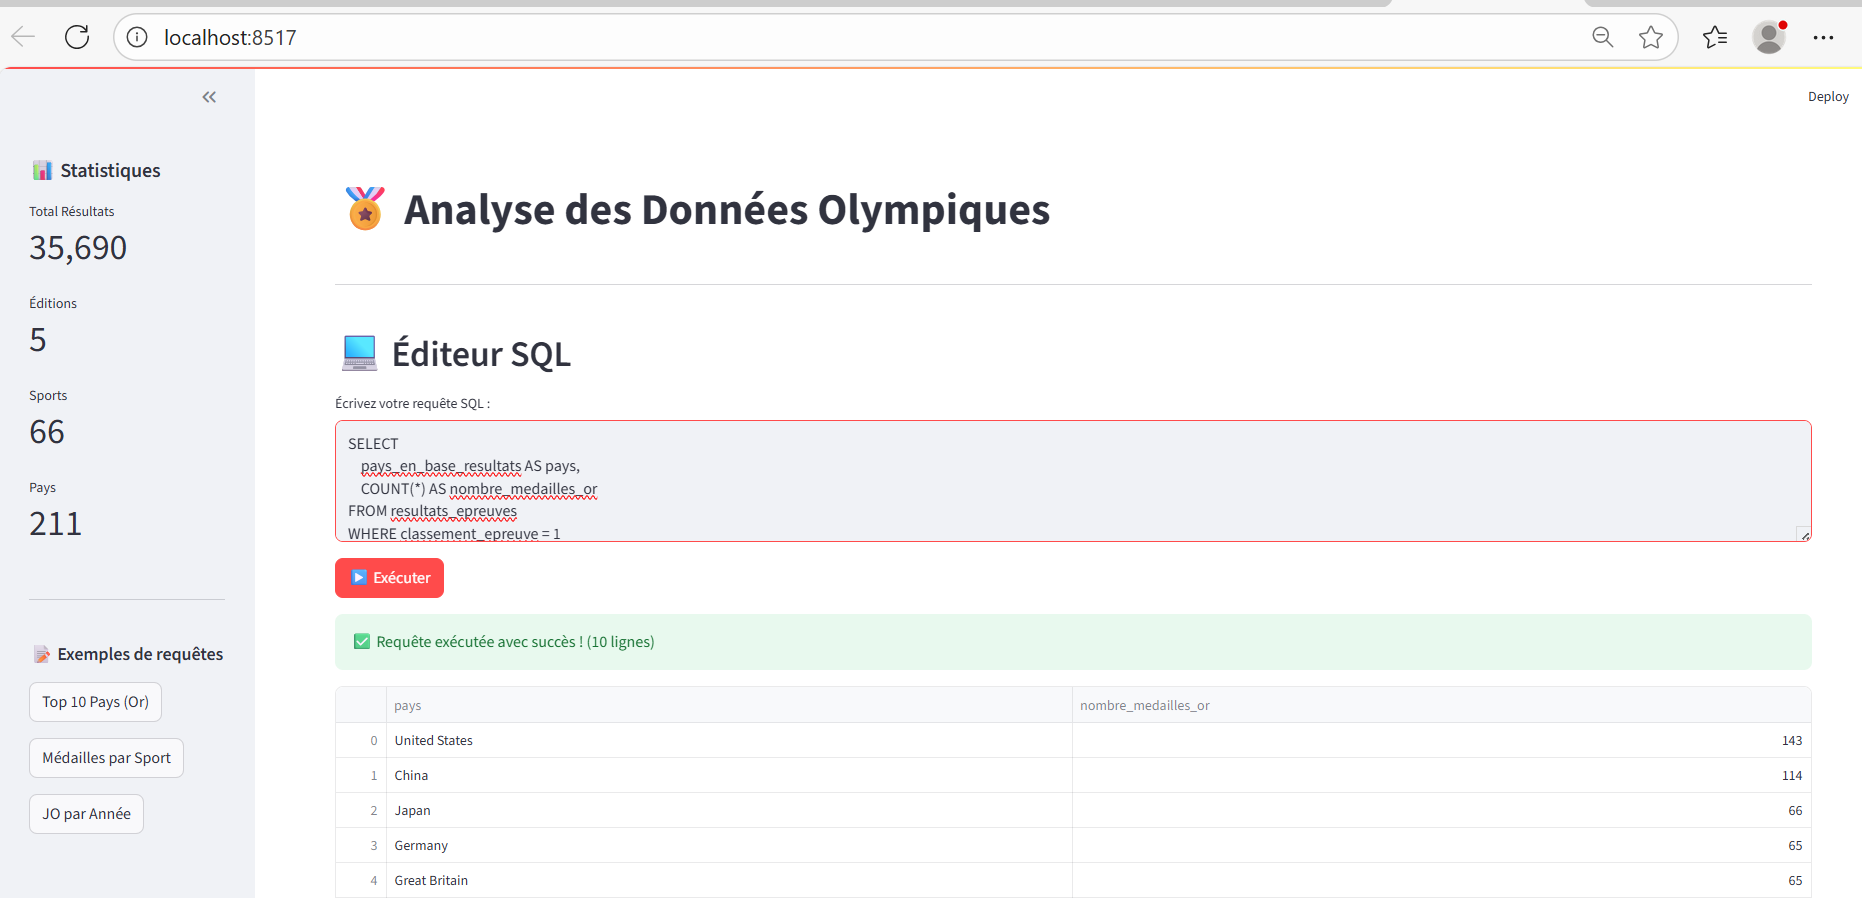 localhost:8517
Deploy
Statistiques
Total Résultats
35,690
Éditions
5
Sports
66
Pays
211
Exemples de requêtes
Top 10 Pays (Or)
Médailles par Sport
JO par Année
Analyse des Données Olympiques
Éditeur SQL
Écrivez votre requête SQL :
SELECT
pays_en_base_resultats AS pays,
COUNT(*) AS nombre_medailles_or
FROM resultats_epreuves
WHERE classement_epreuve = 1
Exécuter
Requête exécutée avec succès ! (10 lignes)
pays nombre_medailles_or
0 United States 143
1 China 114
2 Japan 66
3 Germany 65
4 Great Britain 65